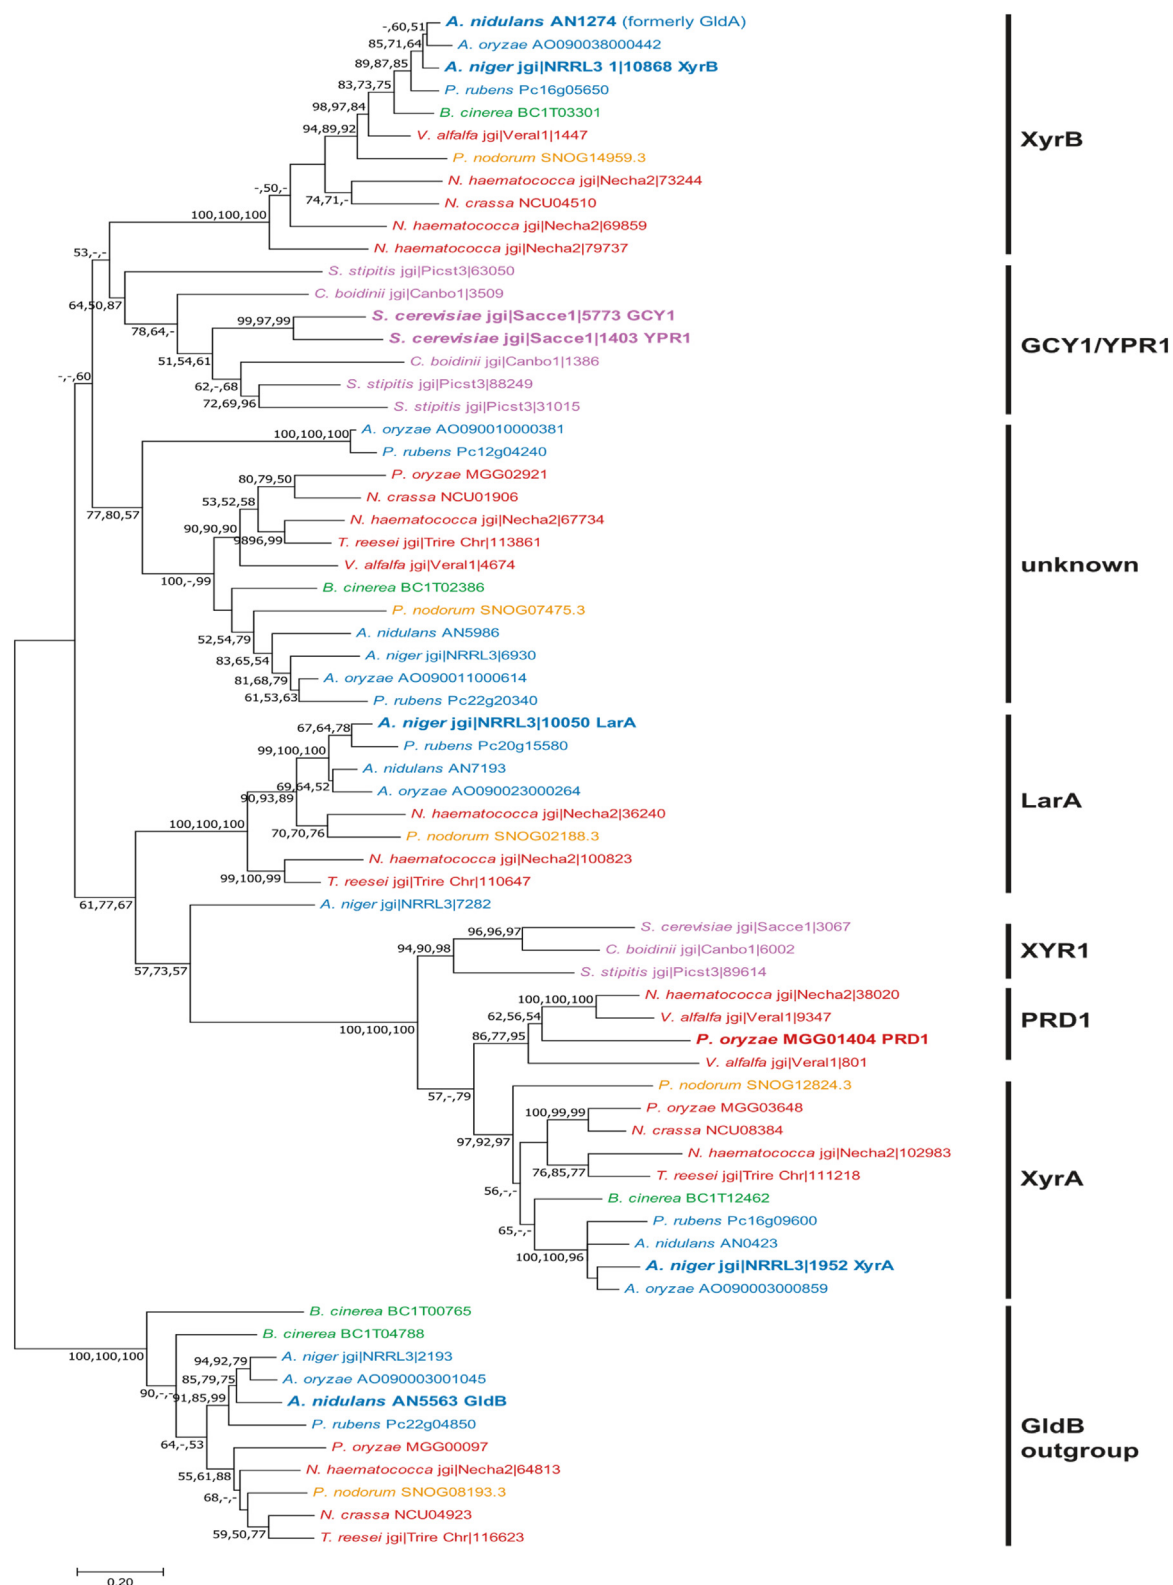 -,60,51
A. nidulans AN1274 (formerly GldA)
85,71,64
A. oryzae AO090038000442
89,87,85
A. niger jgi|NRRL3 1|10868 XyrB
83,73,75
P. rubens Pc16g05650
98,97,84
B. cinerea BC1T03301
94,89,92
V. alfalfa jgi|Veral1|1447
XyrB
P. nodorum SNOG14959.3
-,50,-
N. haematococca jgi|Necha2|73244
74,71,-
N. crassa NCU04510
100,100,100
N. haematococca jgi|Necha2|69859
53,-,-
N. haematococca jgi|Necha2|79737
S. stipitis jgi|Picst3|63050
64,50,87
C. boidinii jgi|Canbo1|3509
99,97,99
S. cerevisiae jgi|Sacce1|5773 GCY1
78,64,-
S. cerevisiae jgi|Sacce1|1403 YPR1
GCY1/YPR1
51,54,61
C. boidinii jgi|Canbo1|1386
-,-,60
62,-,68
S. stipitis jgi|Picst3|88249
72,69,96
S. stipitis jgi|Picst3|31015
100,100,100
A. oryzae AO090010000381
P. rubens Pc12g04240
80,79,50
P. oryzae MGG02921
53,52,58
N. crassa NCU01906
77,80,57
90,90,90
N. haematococca jgi|Necha2|67734
9896,99
T. reesei jgi|Trire Chr|113861
V. alfalfa jgi|Veral1|4674
unknown
100,-,99
B. cinerea BC1T02386
P. nodorum SNOG07475.3
52,54,79
A. nidulans AN5986
83,65,54
A. niger jgi|NRRL3|6930
81,68,79
A. oryzae AO090011000614
61,53,63
P. rubens Pc22g20340
67,64,78
A. niger jgi|NRRL3|10050 LarA
99,100,100
P. rubens Pc20g15580
A. nidulans AN7193
69,64,52
A. oryzae AO090023000264
LarA
90,93,89
N. haematococca jgi|Necha2|36240
100,100,100
70,70,76
P. nodorum SNOG02188.3
N. haematococca jgi|Necha2|100823
99,100,99
T. reesei jgi|Trire Chr|110647
61,77,67
A. niger jgi|NRRL3|7282
96,96,97
S. cerevisiae jgi|Sacce1|3067
94,90,98
C. boidinii jgi|Canbo1|6002
XYR1
57,73,57
S. stipitis jgi|Picst3|89614
100,100,100
N. haematococca jgi|Necha2|38020
62,56,54
V. alfalfa jgi|Veral1|9347
PRD1
100,100,100
86,77,95
P. oryzae MGG01404 PRD1
V. alfalfa jgi|Veral1|801
57,-,79
P. nodorum SNOG12824.3
100,99,99
P. oryzae MGG03648
97,92,97
N. crassa NCU08384
N. haematococca jgi|Necha2|102983
76,85,77
T. reesei jgi|Trire Chr|111218
XyrA
56,-,-
B. cinerea BC1T12462
65,-,-
P. rubens Pc16g09600
A. nidulans AN0423
100,100,96
A. niger jgi|NRRL3|1952 XyrA
A. oryzae AO090003000859
B. cinerea BC1T00765
B. cinerea BC1T04788
100,100,100
94,92,79
A. niger jgi|NRRL3|2193
85,79,75
A. oryzae AO090003001045
90,-,-
91,85,99
A. nidulans AN5563 GldB
P. rubens Pc22g04850
GldB
outgroup
64,-,53
P. oryzae MGG00097
55,61,88
N. haematococca jgi|Necha2|64813
68,-,-
P. nodorum SNOG08193.3
N. crassa NCU04923
59,50,77
T. reesei jgi|Trire Chr|116623
0.20